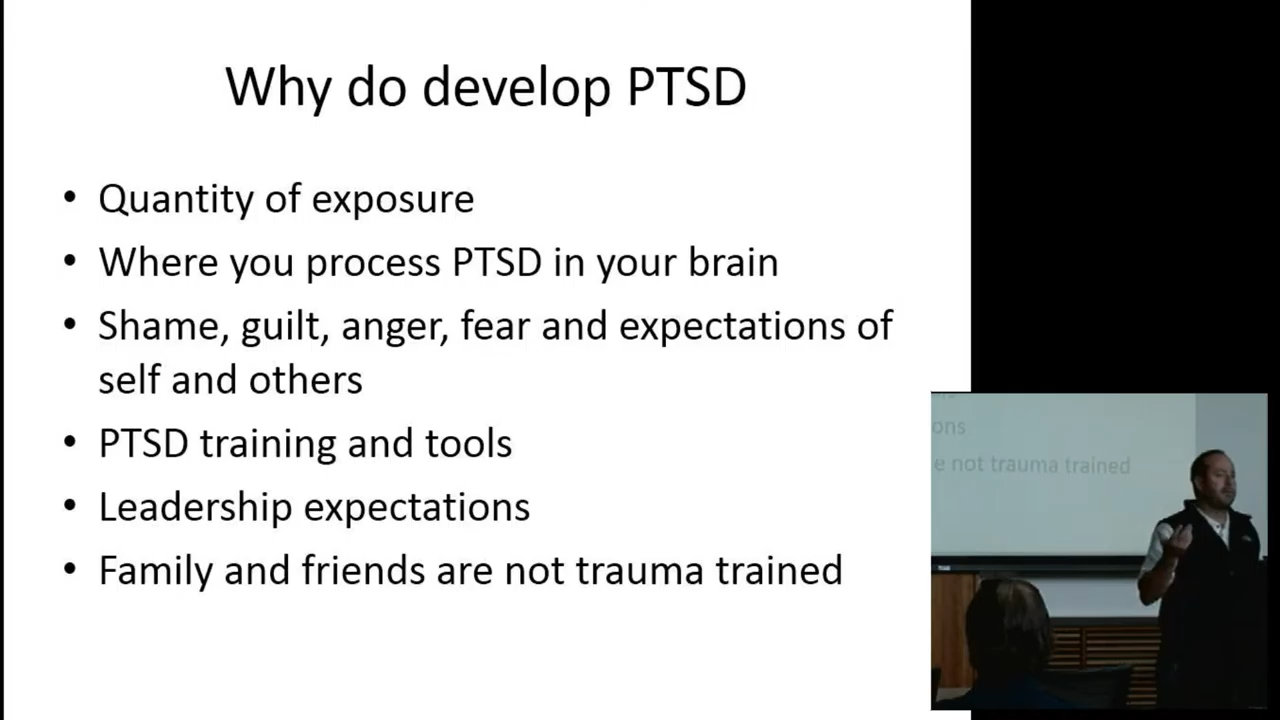 Why do develop PTSD
• Quantity of exposure
• Where you process PTSD in your brain
• Shame, guilt, anger, fear and expectations of
self and others
• PTSD training and tools
• Leadership expectations
• Family and friends are not trauma trained
ons
e not trauma trained